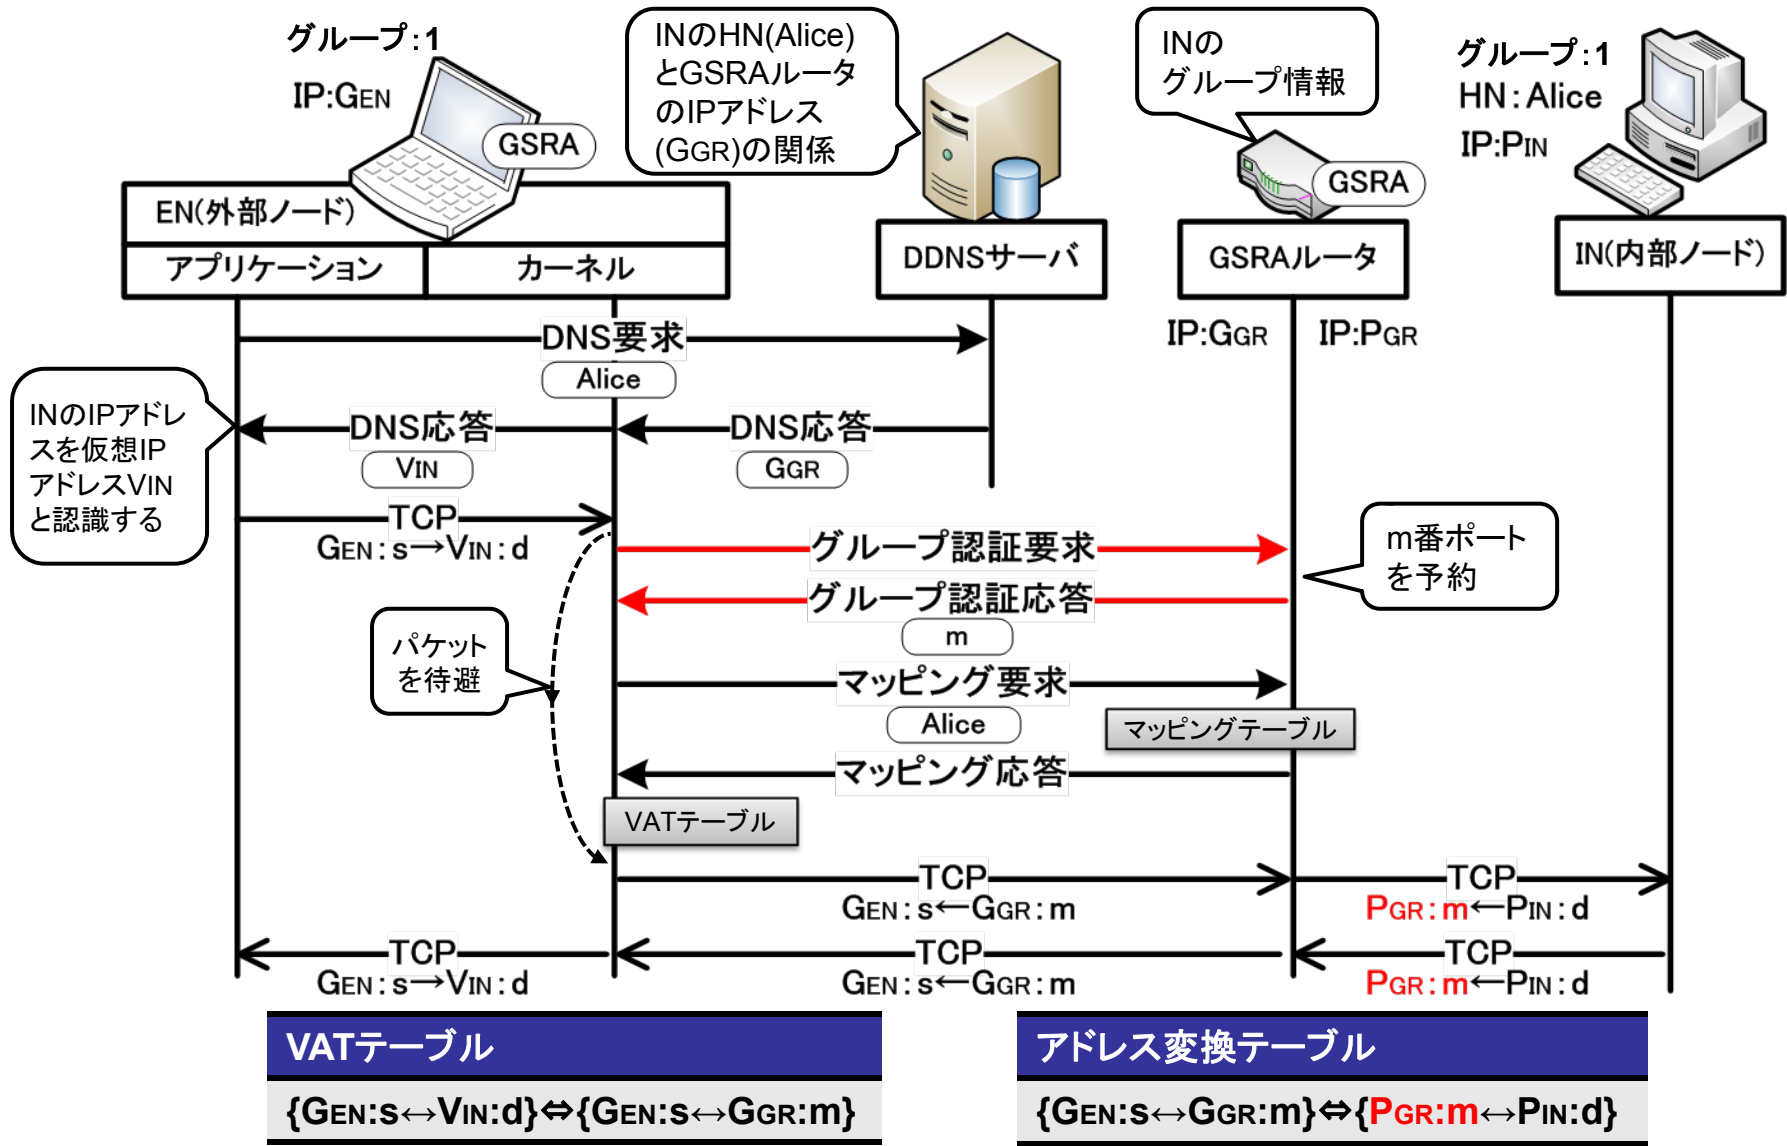 グループ:1
IP:GEN
GSRA
INのHN(Alice)
とGSRAルータ
のIPアドレス
(GGR)の関係
INの
グループ情報
GSRA
グループ:1
HN:Alice
IP:PIN
EN(外部ノード)
アプリケーション
カーネル
DDNSサーバ
GSRAルータ
IN(内部ノード)
IP:GGR
IP:PGR
DNS要求
Alice
INのIPアドレ
スを仮想IP
アドレスVIN
と認識する
DNS応答
VIN
DNS応答
GGR
TCP
GEN:s→VIN:d
グループ認証要求
m番ポート
を予約
グループ認証応答
m
パケット
を待避
マッピング要求
Alice
マッピングテーブル
マッピング応答
VATテーブル
TCP
GEN:s←GGR:m
TCP
PGR:m←PIN:d
TCP
GEN:s→VIN:d
TCP
GEN:s←GGR:m
TCP
PGR:m←PIN:d
VATテーブル
{GEN:s↔VIN:d}⇔{GEN:s↔GGR:m}
アドレス変換テーブル
{GEN:s↔GGR:m}⇔{PGR:m↔PIN:d}